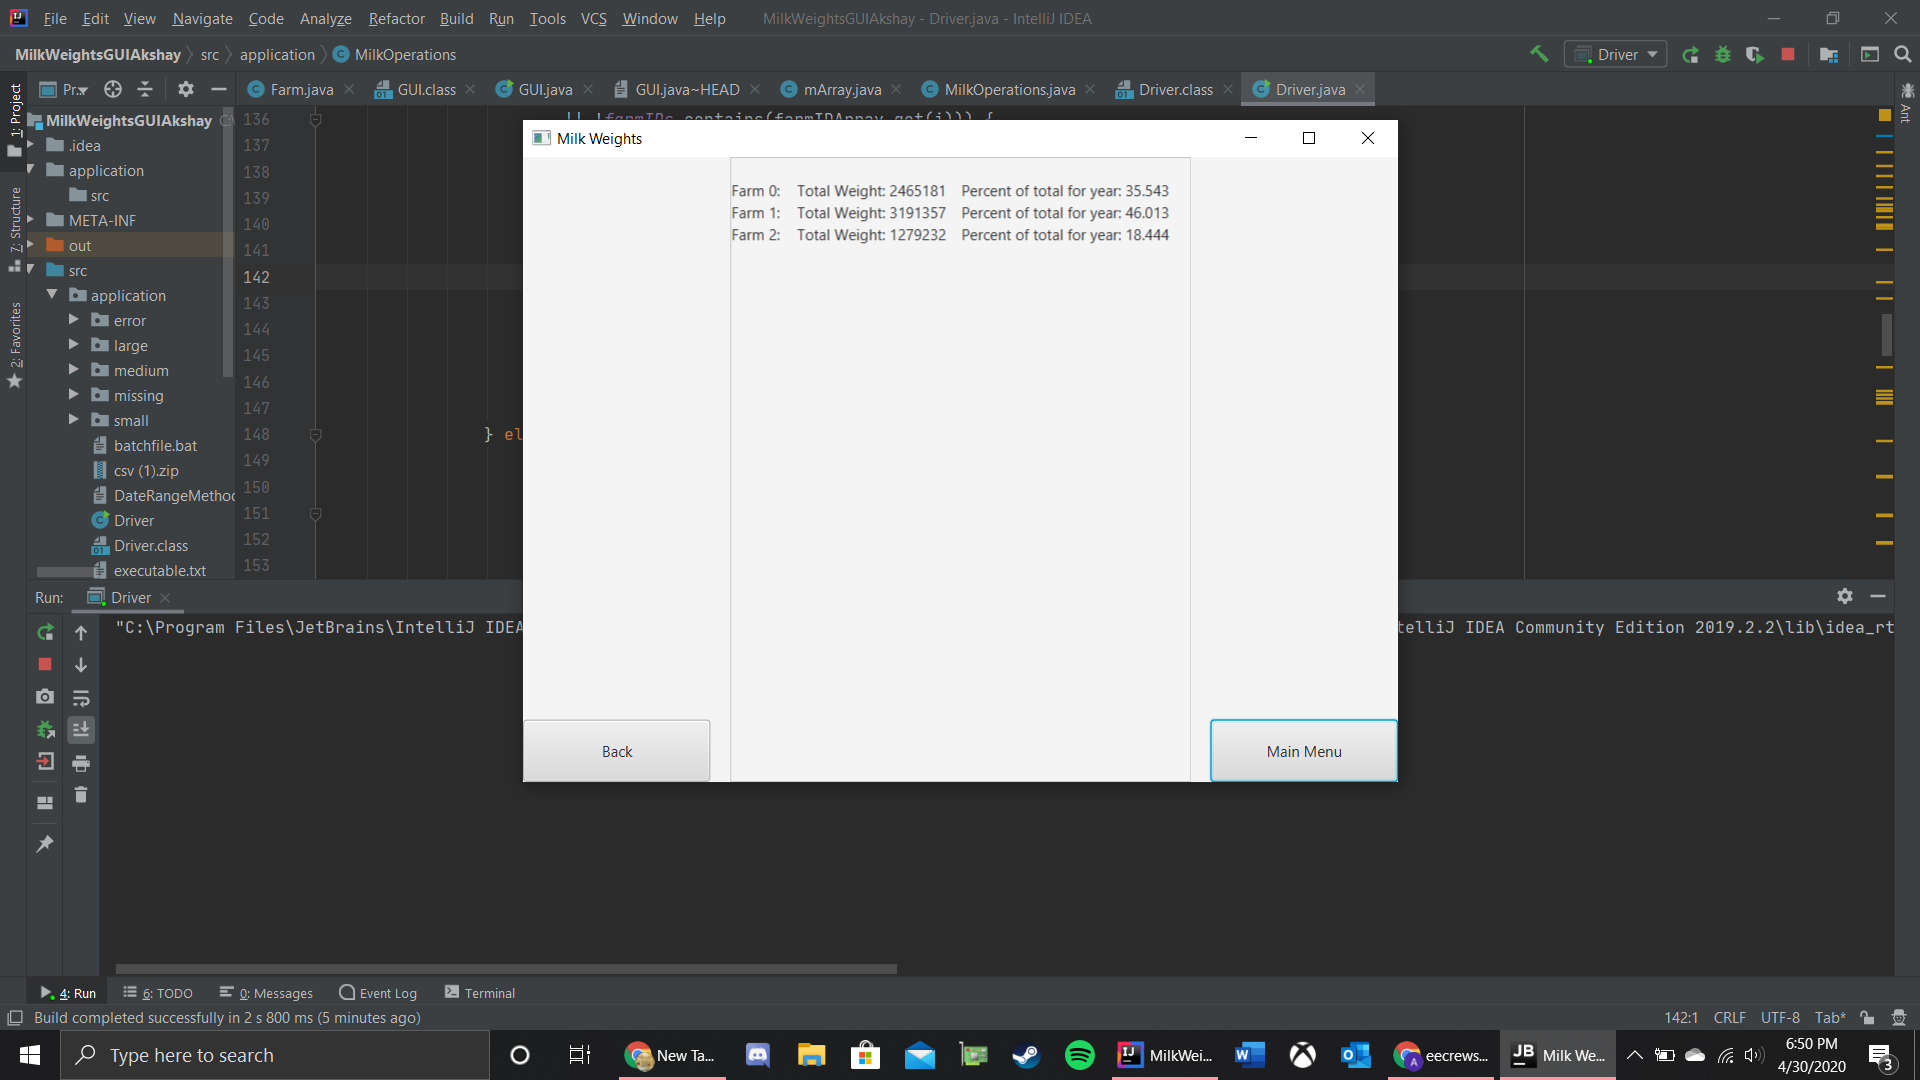 File Edit View Navigate Code Analyze Refactor Build Run Tools VCS Window Help MilkWeightsGUIAkshay - Driver.java - IntelliJ IDEA
MilkWeightsGUIAkshay src application MilkOperations Driver
Pr... Farm.java GUI.class GUI.java GUI.java~HEAD mArray.java MilkOperations.java Driver.class Driver.java
1: Project
7: Structure
2: Favorites
Ant
MilkWeightsGUIAkshay
.idea
application
src
META-INF
out
src
application
error
large
medium
missing
small
batchfile.bat
csv (1).zip
DateRangeMethod
Driver
Driver.class
executable.txt
136
137
138
139
140
141
142
143
144
145
146
147
148 } el
149
150
151
152
153
Milk Weights
Farm 0: Total Weight: 2465181 Percent of total for year: 35.543
Farm 1: Total Weight: 3191357 Percent of total for year: 46.013
Farm 2: Total Weight: 1279232 Percent of total for year: 18.444
Back
Main Menu
Run: Driver
"C:\Program Files\JetBrains\IntelliJ IDEA
telliJ IDEA Community Edition 2019.2.2\lib\idea_rt
4: Run 6: TODO 0: Messages Event Log Terminal
Build completed successfully in 2 s 800 ms (5 minutes ago) 142:1 CRLF UTF-8 Tab*
Type here to search New Ta... MilkWei... eecrews... Milk We...
6:50 PM
4/30/2020
3